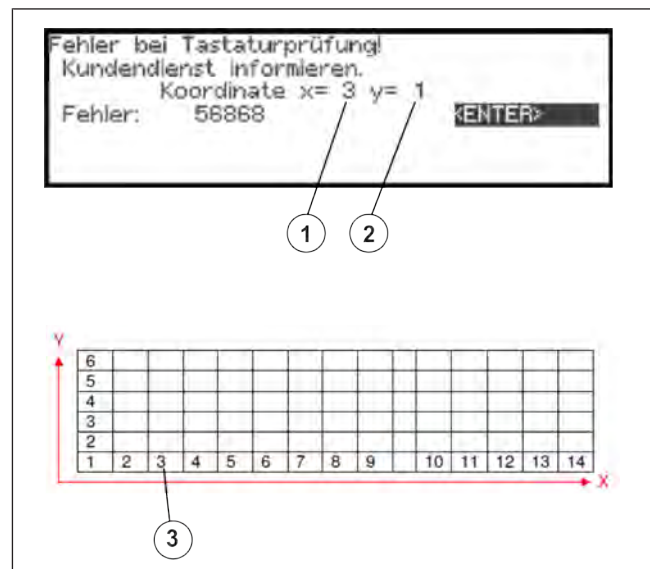 Fehler bei Tastaturprüfung!
Kundendienst informieren.
Koordinate x= 3 y= 1
Fehler: 56868 <ENTER>
1 2
Y
6
5
4
3
2
1 2 3 4 5 6 7 8 9 10 11 12 13 14
X
3